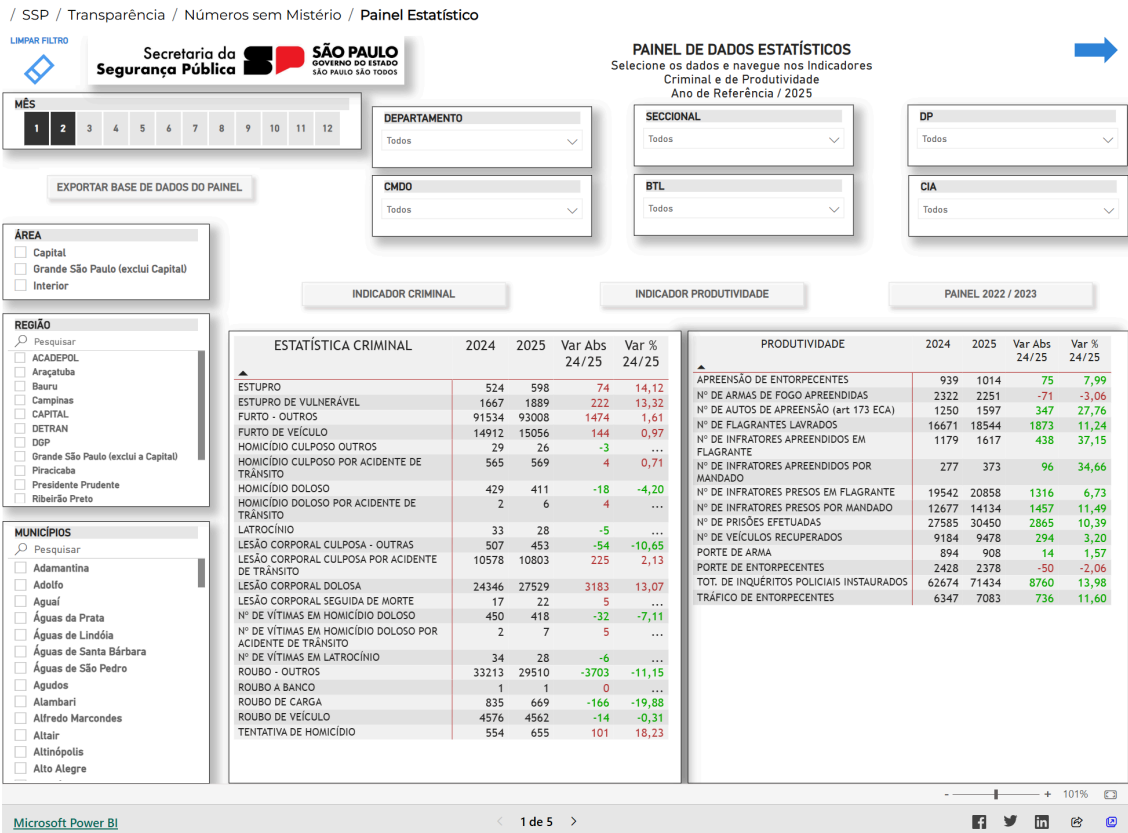 / SSP / Transparência / Números sem Mistério / Painel Estatístico
LIMPAR FILTRO
Secretaria da
Segurança Pública
SÃO PAULO
GOVERNO DO ESTADO
SÃO PAULO SÃO TODOS
PAINEL DE DADOS ESTATÍSTICOS
Selecione os dados e navegue nos Indicadores
Criminal e de Produtividade
Ano de Referência / 2025
MÊS
1 2 3 4 5 6 7 8 9 10 11 12
DEPARTAMENTO
Todos
SECCIONAL
Todos
DP
Todos
EXPORTAR BASE DE DADOS DO PAINEL
CMDO
Todos
BTL
Todos
CIA
Todos
ÁREA
Capital
Grande São Paulo (exclui Capital)
Interior
INDICADOR CRIMINAL
INDICADOR PRODUTIVIDADE
PAINEL 2022 / 2023
REGIÃO
Pesquisar
ACADEPOL
Araçatuba
Bauru
Campinas
CAPITAL
DETRAN
DGP
Grande São Paulo (exclui a Capital)
Piracicaba
Presidente Prudente
Ribeirão Preto
MUNICÍPIOS
Pesquisar
Adamantina
Adolfo
Aguaí
Águas da Prata
Águas de Lindóia
Águas de Santa Bárbara
Águas de São Pedro
Agudos
Alambari
Alfredo Marcondes
Altair
Altinópolis
Alto Alegre
ESTATÍSTICA CRIMINAL 2024 2025 Var Abs Var %
24/25 24/25
ESTUPRO 524 598 74 14,12
ESTUPRO DE VULNERÁVEL 1667 1889 222 13,32
FURTO - OUTROS 91534 93008 1474 1,61
FURTO DE VEÍCULO 14912 15056 144 0,97
HOMICÍDIO CULPOSO OUTROS 29 26 -3 ...
HOMICÍDIO CULPOSO POR ACIDENTE DE
TRÂNSITO 565 569 4 0,71
HOMICÍDIO DOLOSO 429 411 -18 -4,20
HOMICÍDIO DOLOSO POR ACIDENTE DE
TRÂNSITO 2 6 4 ...
LATROCÍNIO 33 28 -5 ...
LESÃO CORPORAL CULPOSA - OUTRAS 507 453 -54 -10,65
LESÃO CORPORAL CULPOSA POR ACIDENTE
DE TRÂNSITO 10578 10803 225 2,13
LESÃO CORPORAL DOLOSA 24346 27529 3183 13,07
LESÃO CORPORAL SEGUIDA DE MORTE 17 22 5 ...
Nº DE VÍTIMAS EM HOMICÍDIO DOLOSO 450 418 -32 -7,11
Nº DE VÍTIMAS EM HOMICÍDIO DOLOSO POR
ACIDENTE DE TRÂNSITO 2 7 5 ...
Nº DE VÍTIMAS EM LATROCÍNIO 34 28 -6 ...
ROUBO - OUTROS 33213 29510 -3703 -11,15
ROUBO A BANCO 1 1 0 ...
ROUBO DE CARGA 835 669 -166 -19,88
ROUBO DE VEÍCULO 4576 4562 -14 -0,31
TENTATIVA DE HOMICÍDIO 554 655 101 18,23
PRODUTIVIDADE 2024 2025 Var Abs Var %
24/25 24/25
APREENSÃO DE ENTORPECENTES 939 1014 75 7,99
Nº DE ARMAS DE FOGO APREENDIDAS 2322 2251 -71 -3,06
Nº DE AUTOS DE APREENSÃO (art 173 ECA) 1250 1597 347 27,76
Nº DE FLAGRANTES LAVRADOS 16671 18544 1873 11,24
Nº DE INFRATORES APREENDIDOS EM 1179 1617 438 37,15
FLAGRANTE
Nº DE INFRATORES APREENDIDOS POR 277 373 96 34,66
MANDADO
Nº DE INFRATORES PRESOS EM FLAGRANTE 19542 20858 1316 6,73
Nº DE INFRATORES PRESOS POR MANDADO 12677 14134 1457 11,49
Nº DE PRISÕES EFETUADAS 27585 30450 2865 10,39
Nº DE VEÍCULOS RECUPERADOS 9184 9478 294 3,20
PORTE DE ARMA 894 908 14 1,57
PORTE DE ENTORPECENTES 2428 2378 -50 -2,06
TOT. DE INQUÉRITOS POLICIAIS INSTAURADOS 62674 71434 8760 13,98
TRÁFICO DE ENTORPECENTES 6347 7083 736 11,60
- + 101%
Microsoft Power BI
< 1 de 5 >